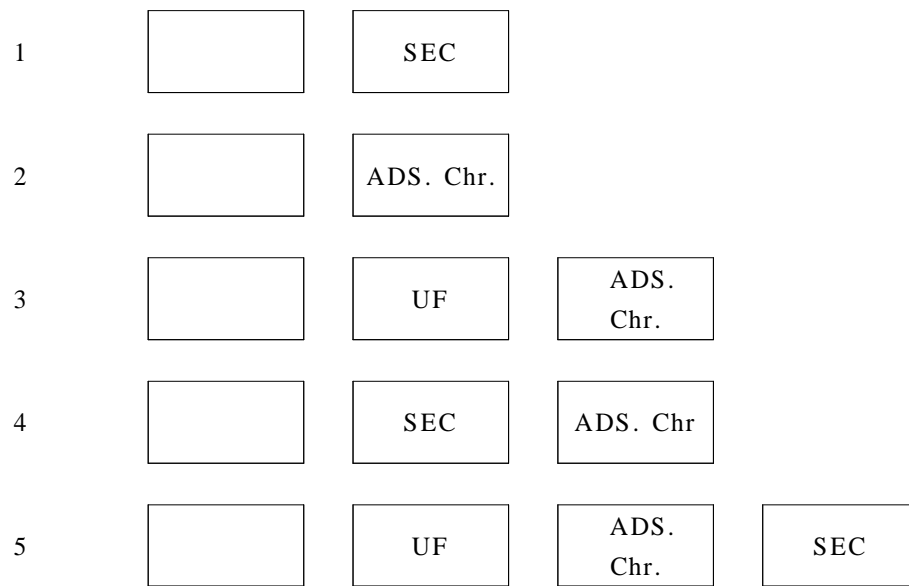 1 SEC
2 ADS. Chr.
3 UF ADS.
Chr.
4 SEC ADS. Chr
5 UF ADS. SEC
Chr.